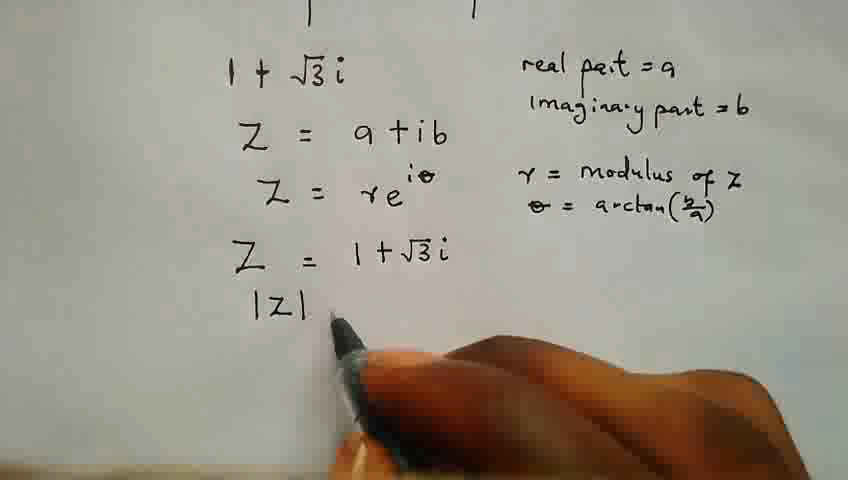 1 + √3 i
Z = a + ib
Z = re^{iθ}
Z = 1 + √3 i
|Z|
real part = a
Imaginary part = b
r = modulus of z
θ = arctan(b/a)